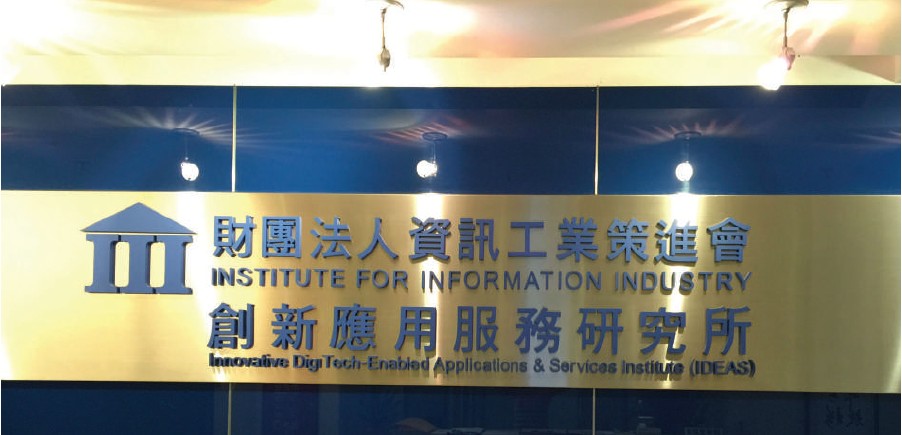 財團法人資訊工業策進會
INSTITUTE FOR INFORMATION INDUSTRY
創新應用服務研究所
Innovative DigiTech-Enabled Applications & Services Institute (IDEAS)